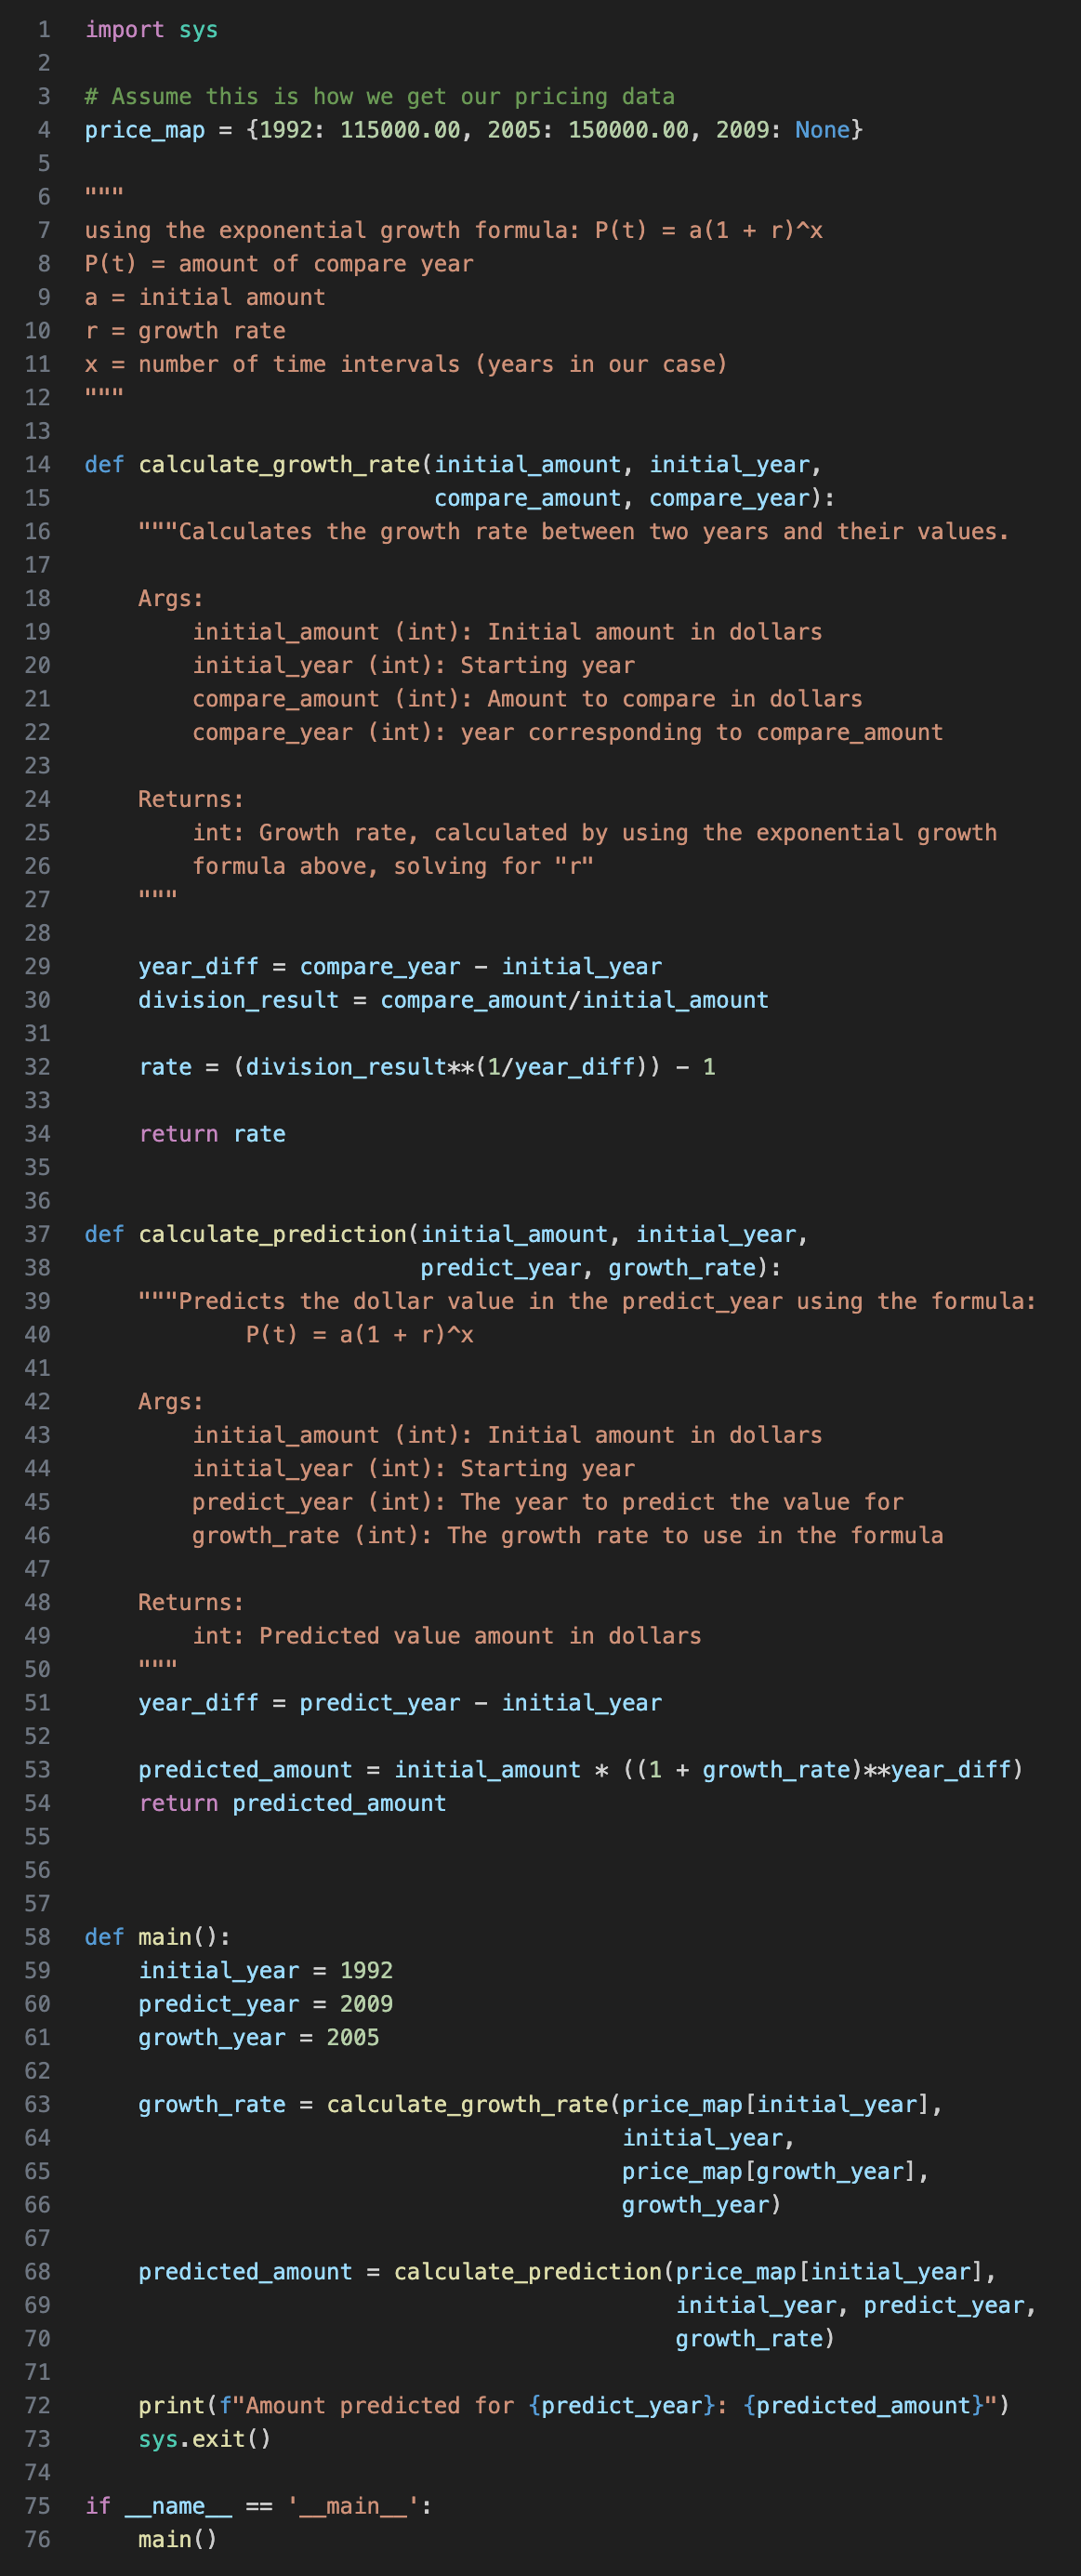 1 import sys
2
3 # Assume this is how we get our pricing data
4 price_map = {1992: 115000.00, 2005: 150000.00, 2009: None}
5
6 """
7 using the exponential growth formula: P(t) = a(1 + r)^x
8 P(t) = amount of compare year
9 a = initial amount
10 r = growth rate
11 x = number of time intervals (years in our case)
12 """
13
14 def calculate_growth_rate(initial_amount, initial_year,
15                           compare_amount, compare_year):
16     """Calculates the growth rate between two years and their values.
17
18     Args:
19         initial_amount (int): Initial amount in dollars
20         initial_year (int): Starting year
21         compare_amount (int): Amount to compare in dollars
22         compare_year (int): year corresponding to compare_amount
23
24     Returns:
25         int: Growth rate, calculated by using the exponential growth
26         formula above, solving for "r"
27     """
28
29     year_diff = compare_year - initial_year
30     division_result = compare_amount/initial_amount
31
32     rate = (division_result**(1/year_diff)) - 1
33
34     return rate
35
36
37 def calculate_prediction(initial_amount, initial_year,
38                          predict_year, growth_rate):
39     """Predicts the dollar value in the predict_year using the formula:
40             P(t) = a(1 + r)^x
41
42     Args:
43         initial_amount (int): Initial amount in dollars
44         initial_year (int): Starting year
45         predict_year (int): The year to predict the value for
46         growth_rate (int): The growth rate to use in the formula
47
48     Returns:
49         int: Predicted value amount in dollars
50     """
51     year_diff = predict_year - initial_year
52
53     predicted_amount = initial_amount * ((1 + growth_rate)**year_diff)
54     return predicted_amount
55
56
57
58 def main():
59     initial_year = 1992
60     predict_year = 2009
61     growth_year = 2005
62
63     growth_rate = calculate_growth_rate(price_map[initial_year],
64                                         initial_year,
65                                         price_map[growth_year],
66                                         growth_year)
67
68     predicted_amount = calculate_prediction(price_map[initial_year],
69                                             initial_year, predict_year,
70                                             growth_rate)
71
72     print(f"Amount predicted for {predict_year}: {predicted_amount}")
73     sys.exit()
74
75 if __name__ == '__main__':
76     main()